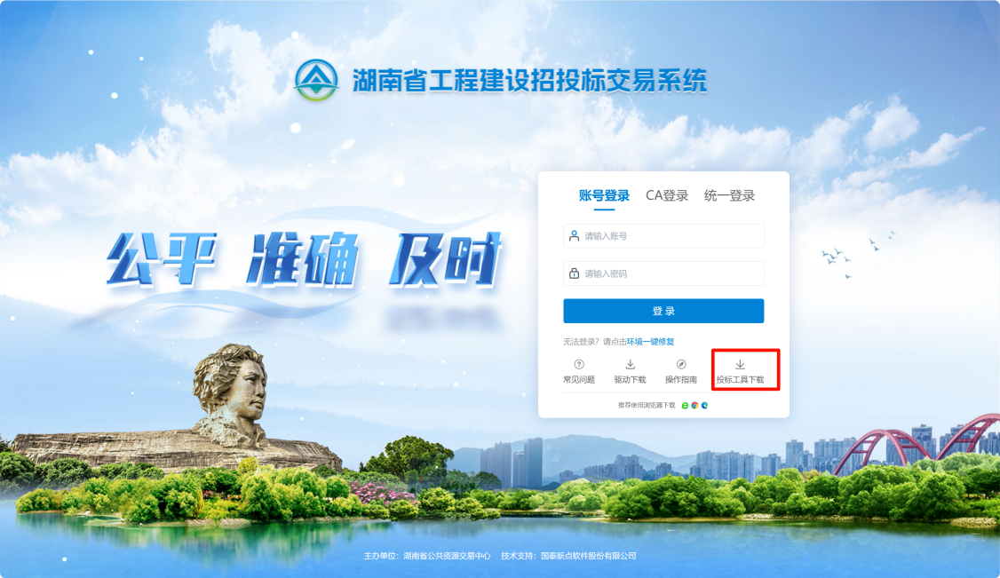 湖南省工程建设招投标交易系统
公平 准确 及时
账号登录 CA登录 统一登录
请输入账号
请输入密码
登 录
无法登录？请点击环境一键修复
常见问题 驱动下载 操作指南 投标工具下载
推荐使用浏览器下载
主办单位：湖南省公共资源交易中心 技术支持：国泰新点软件股份有限公司